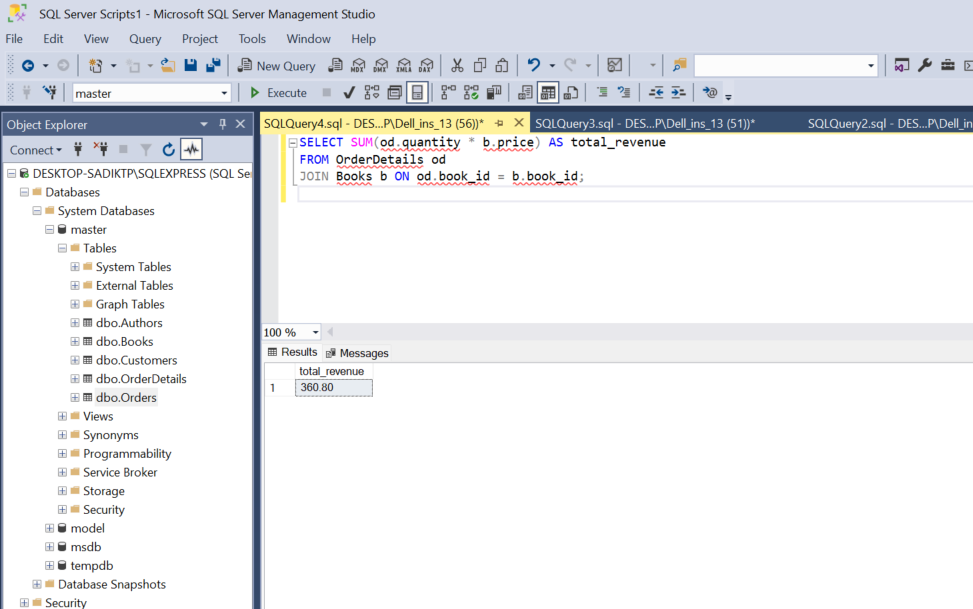 SQL Server Scripts1 - Microsoft SQL Server Management Studio
File Edit View Query Project Tools Window Help
New Query MDX DMX XMLA DAX
master Execute
Object Explorer
SQLQuery4.sql - DES...P\Dell_ins_13 (56))* SQLQuery3.sql - DES...P\Dell_ins_13 (51))* SQLQuery2.sql - DES...P\Dell_in
Connect
DESKTOP-SADIKTP\SQLEXPRESS (SQL Se
Databases
System Databases
master
Tables
System Tables
External Tables
Graph Tables
dbo.Authors
dbo.Books
dbo.Customers
dbo.OrderDetails
dbo.Orders
Views
Synonyms
Programmability
Service Broker
Storage
Security
model
msdb
tempdb
Database Snapshots
Security
SELECT SUM(od.quantity * b.price) AS total_revenue
FROM OrderDetails od
JOIN Books b ON od.book_id = b.book_id;
100 %
Results Messages
total_revenue
1 360.80